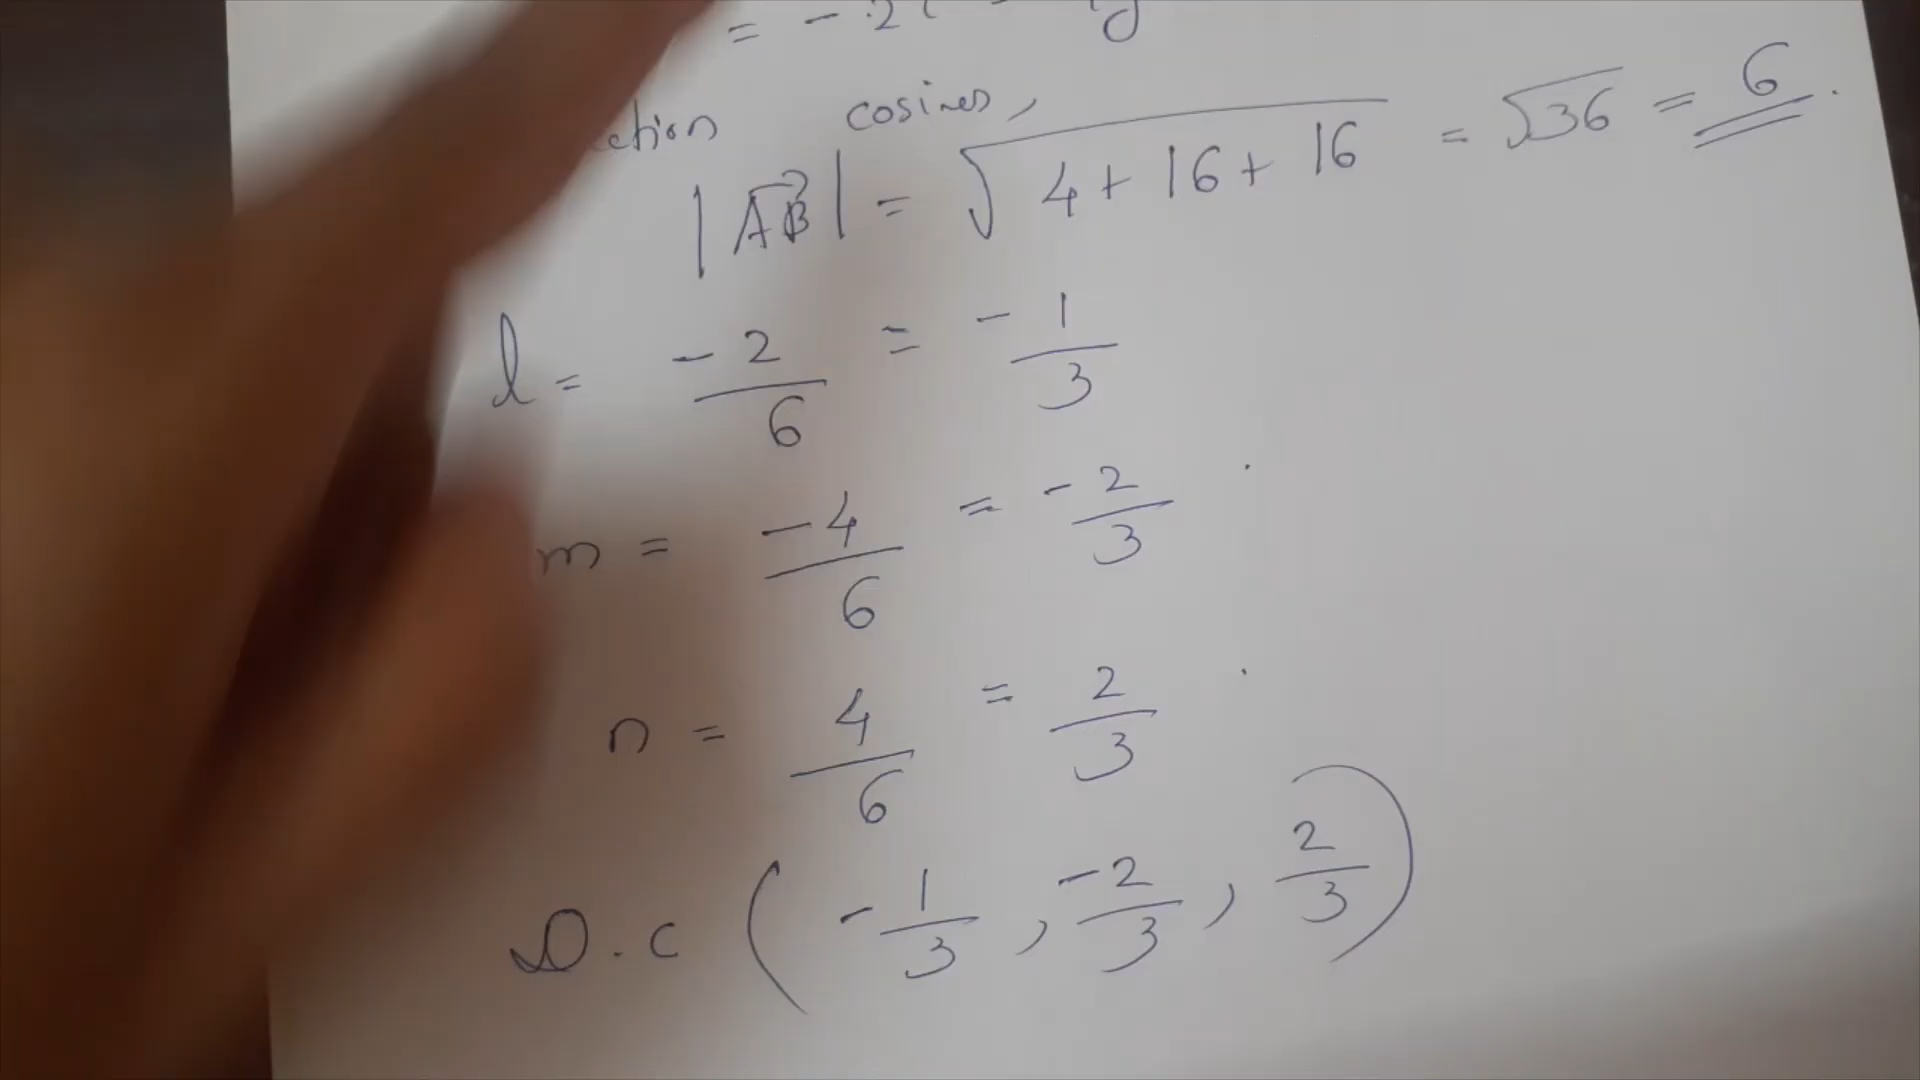 = - 2i
cosines,
|AB⃗| = √4 + 16 + 16 = √36 = 6.
l = -2/6 = -1/3
m = -4/6 = -2/3
n = 4/6 = 2/3
D.c (-1/3, -2/3, 2/3)